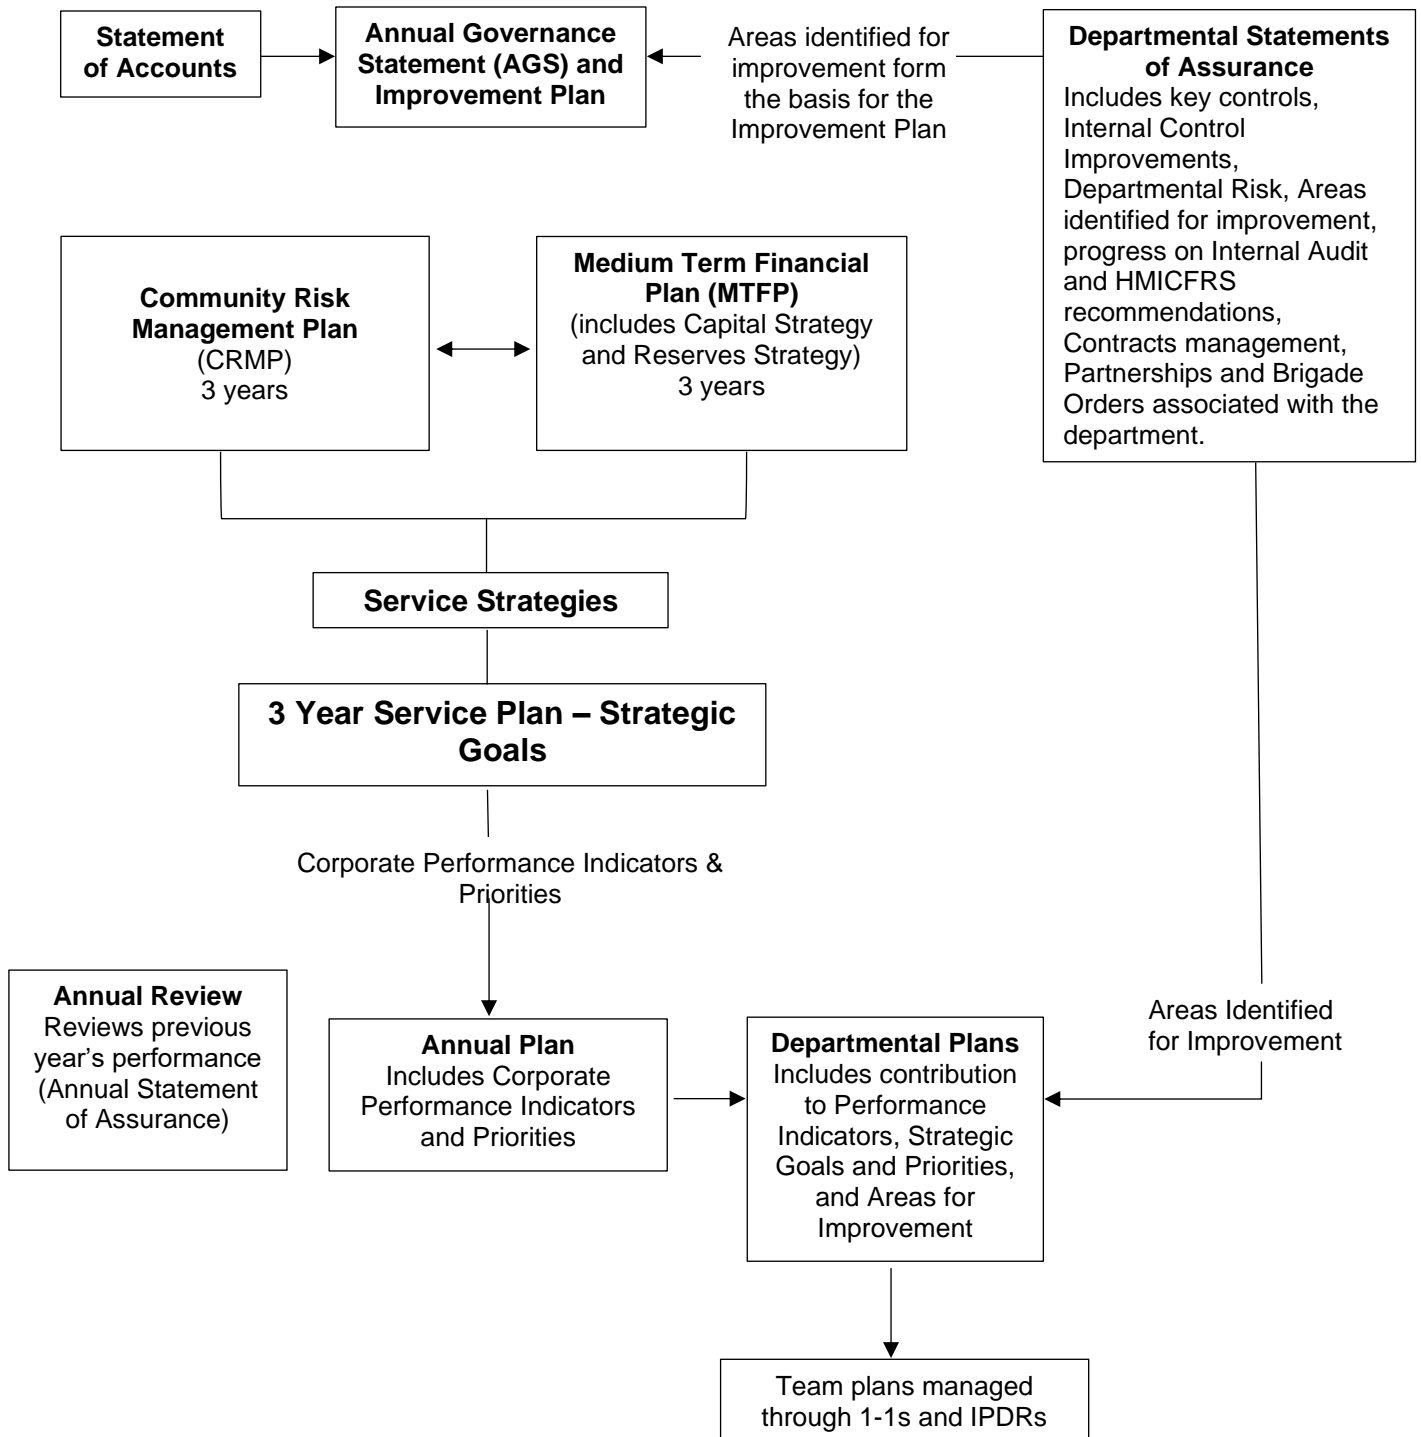 Statement
of Accounts
Annual Governance
Statement (AGS) and
Improvement Plan
Areas identified for
improvement form
the basis for the
Improvement Plan
Departmental Statements
of Assurance
Includes key controls,
Internal Control
Improvements,
Departmental Risk, Areas
identified for improvement,
progress on Internal Audit
and HMICFRS
recommendations,
Contracts management,
Partnerships and Brigade
Orders associated with the
department.
Community Risk
Management Plan
(CRMP)
3 years
Medium Term Financial
Plan (MTFP)
(includes Capital Strategy
and Reserves Strategy)
3 years
Service Strategies
3 Year Service Plan – Strategic
Goals
Corporate Performance Indicators &
Priorities
Annual Review
Reviews previous
year’s performance
(Annual Statement
of Assurance)
Annual Plan
Includes Corporate
Performance Indicators
and Priorities
Departmental Plans
Includes contribution
to Performance
Indicators, Strategic
Goals and Priorities,
and Areas for
Improvement
Areas Identified
for Improvement
Team plans managed
through 1-1s and IPDRs